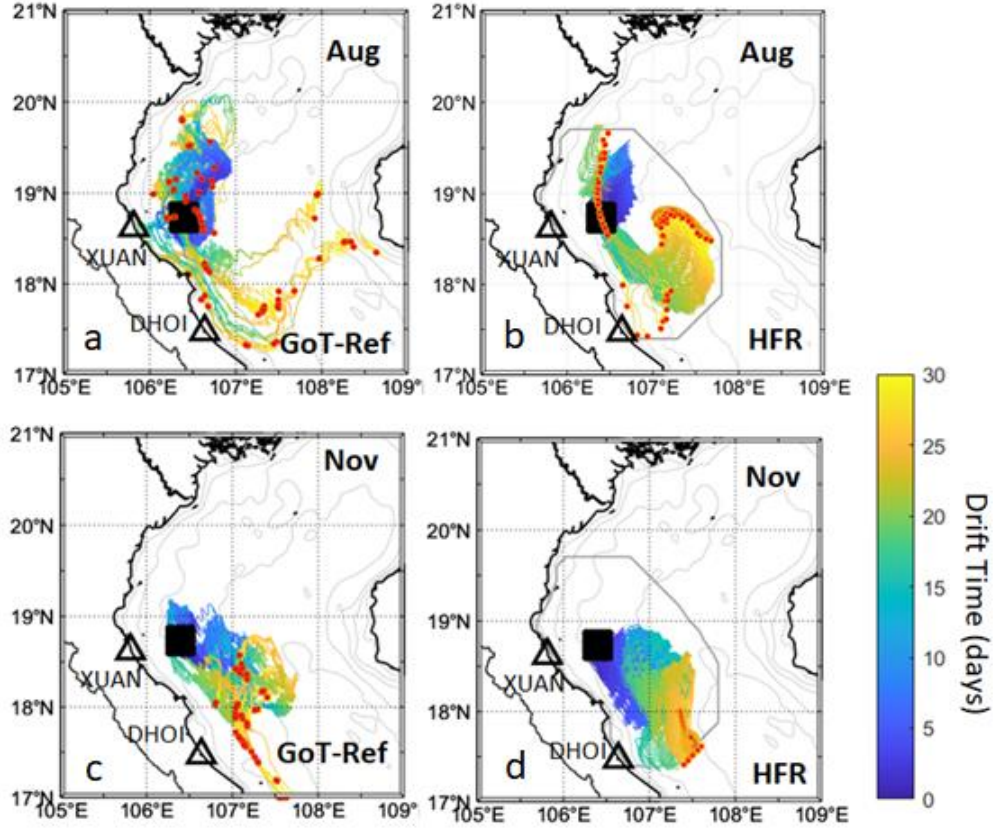 21°N
Aug
20°N
19°N
XUAN
18°N
DHOI
a
GoT-Ref
17°N
105°E 106°E 107°E 108°E 109°E
21°N
Aug
20°N
19°N
XUAN
18°N
DHOI
b
HFR
17°N
105°E 106°E 107°E 108°E 109°E
21°N
Nov
20°N
19°N
XUAN
18°N
DHOI
c
GoT-Ref
17°N
105°E 106°E 107°E 108°E 109°
21°N
Nov
20°N
19°N
XUAN
18°N
DHOI
d
HFR
17°N
105°E 106°E 107°E 108°E 109°E
30
25
20
15
10
5
0
Drift Time (days)